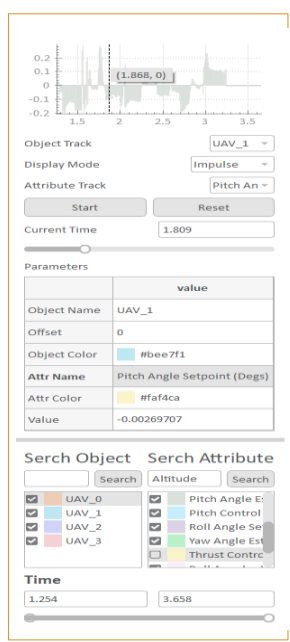 0.2
0.1
0
-0.1
-0.2
(1.868, 0)
1.5 2 2.5 3 3.5
Object Track UAV_1
Display Mode Impulse
Attribute Track Pitch An
Start Reset
Current Time 1.809
Parameters
value
Object Name UAV_1
Offset 0
Object Color #bee7f1
Attr Name Pitch Angle Setpoint (Degs)
Attr Color #faf4ca
Value -0.00269707
Serch Object Serch Attribute
Search Altitude Search
UAV_0 Pitch Angle Es
UAV_1 Pitch Control
UAV_2 Roll Angle Se
UAV_3 Yaw Angle Est
Thrust Contro
Time
1.254 3.658